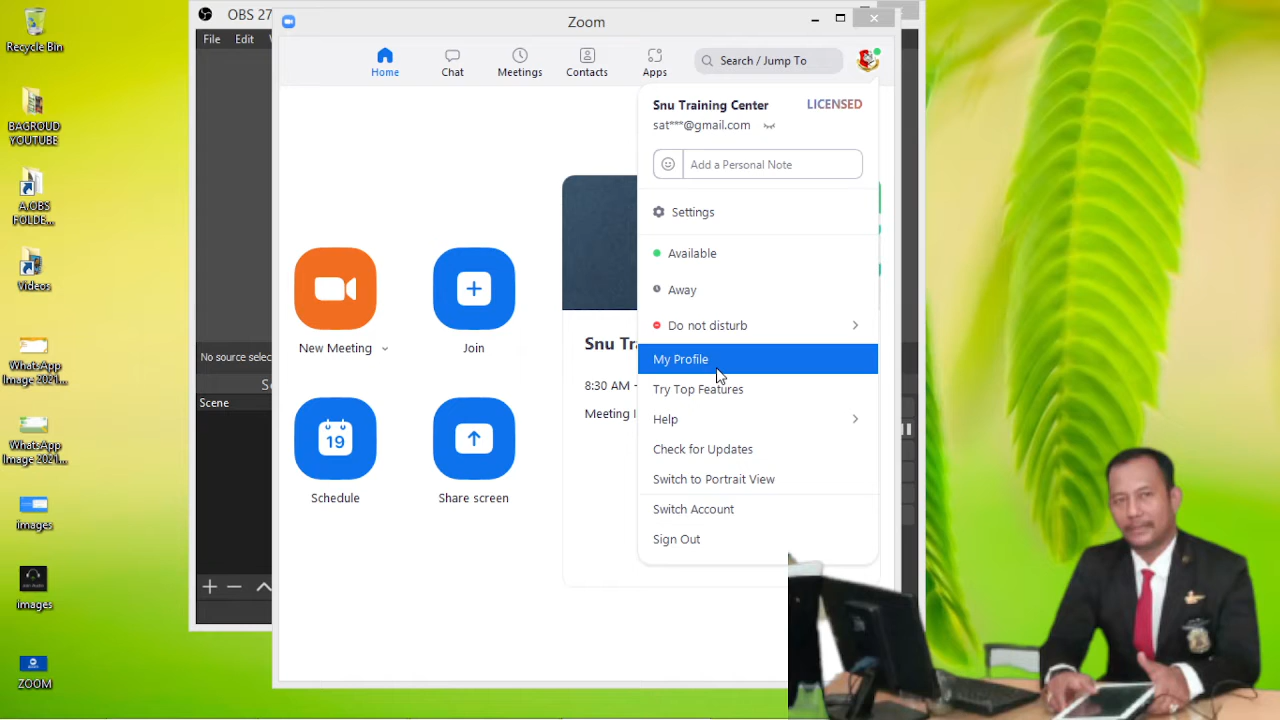 Recycle Bin
BAGROUD
YOUTUBE
A,OBS
FOLDE...
Videos
WhatsApp
Image 2021...
WhatsApp
Image 2021...
images
images
ZOOM
OBS 27
File Edit
No source selec
Scene
Zoom
Home
Chat
Meetings
Contacts
Apps
Search / Jump To
New Meeting
Join
19
Schedule
Share screen
Snu Tr
8:30 AM -
Meeting I
Snu Training Center LICENSED
sat***@gmail.com
Add a Personal Note
Settings
Available
Away
Do not disturb
My Profile
Try Top Features
Help
Check for Updates
Switch to Portrait View
Switch Account
Sign Out